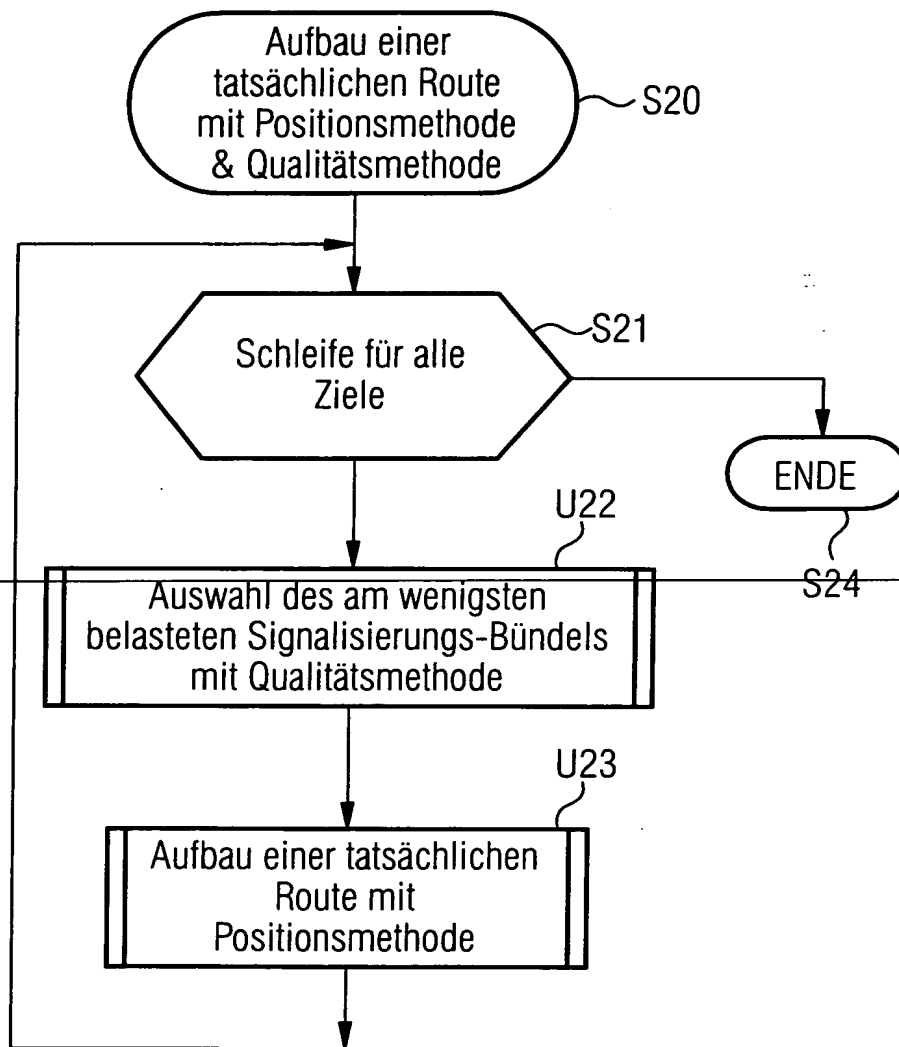 Aufbau einer
tatsächlichen Route
mit Positionsmethode
& Qualitätsmethode
S20
S21
Schleife für alle
Ziele
ENDE
S24
U22
Auswahl des am wenigsten
belasteten Signalisierungs-Bündels
mit Qualitätsmethode
U23
Aufbau einer tatsächlichen
Route mit
Positionsmethode